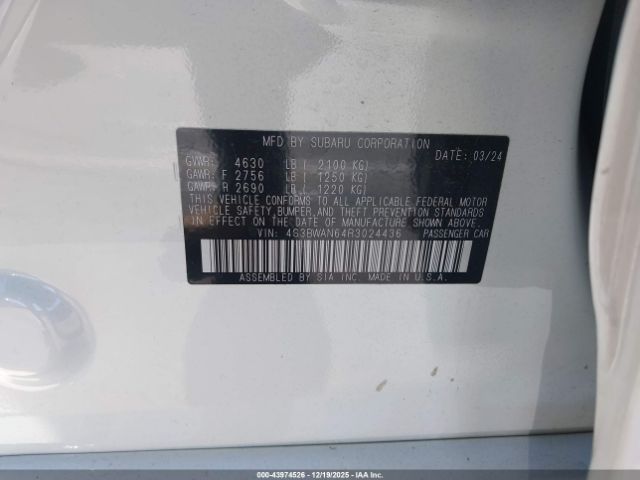 MFD BY SUBARU CORPORATION
DATE: 03/24
GVWR: 4630 LB ( 2100 KG)
GAWR: F 2756 LB ( 1250 KG)
GAWR: R 2690 LB ( 1220 KG)
THIS VEHICLE CONFORMS TO ALL APPLICABLE FEDERAL MOTOR
VEHICLE SAFETY, BUMPER, AND THEFT PREVENTION STANDARDS
IN EFFECT ON THE DATE OF MANUFACTURE SHOWN ABOVE.
VIN: 4S3BWAN64R3024436 PASSENGER CAR
ASSEMBLED BY SIA INC. MADE IN U.S.A.
000-43974526 - 12/19/2025 - IAAI.COM